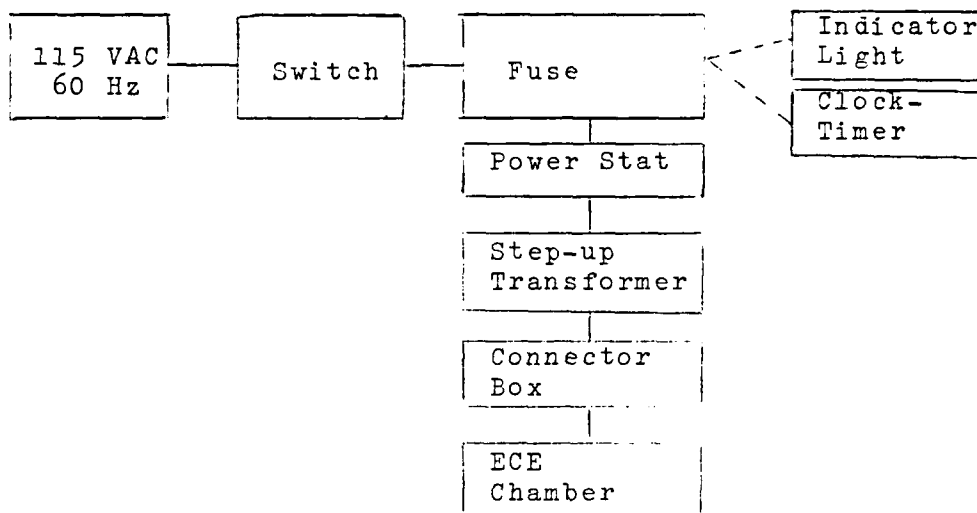 115 VAC
60 Hz
Switch
Fuse
Indicator
Light
Clock-
Timer
Power Stat
Step-up
Transformer
Connector
Box
ECE
Chamber